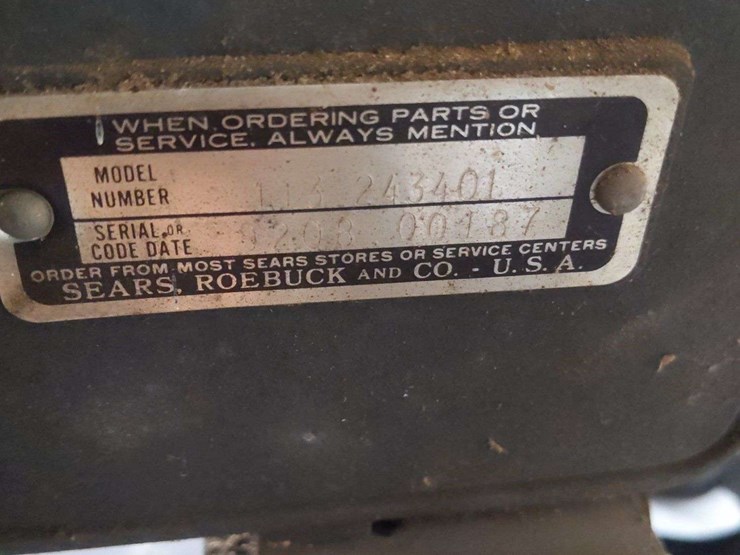 WHEN ORDERING PARTS OR
SERVICE, ALWAYS MENTION
MODEL
NUMBER
113 243401
SERIAL OR
CODE DATE
00187
ORDER FROM MOST SEARS STORES OR SERVICE CENTERS
SEARS, ROEBUCK AND CO. - U. S. A.